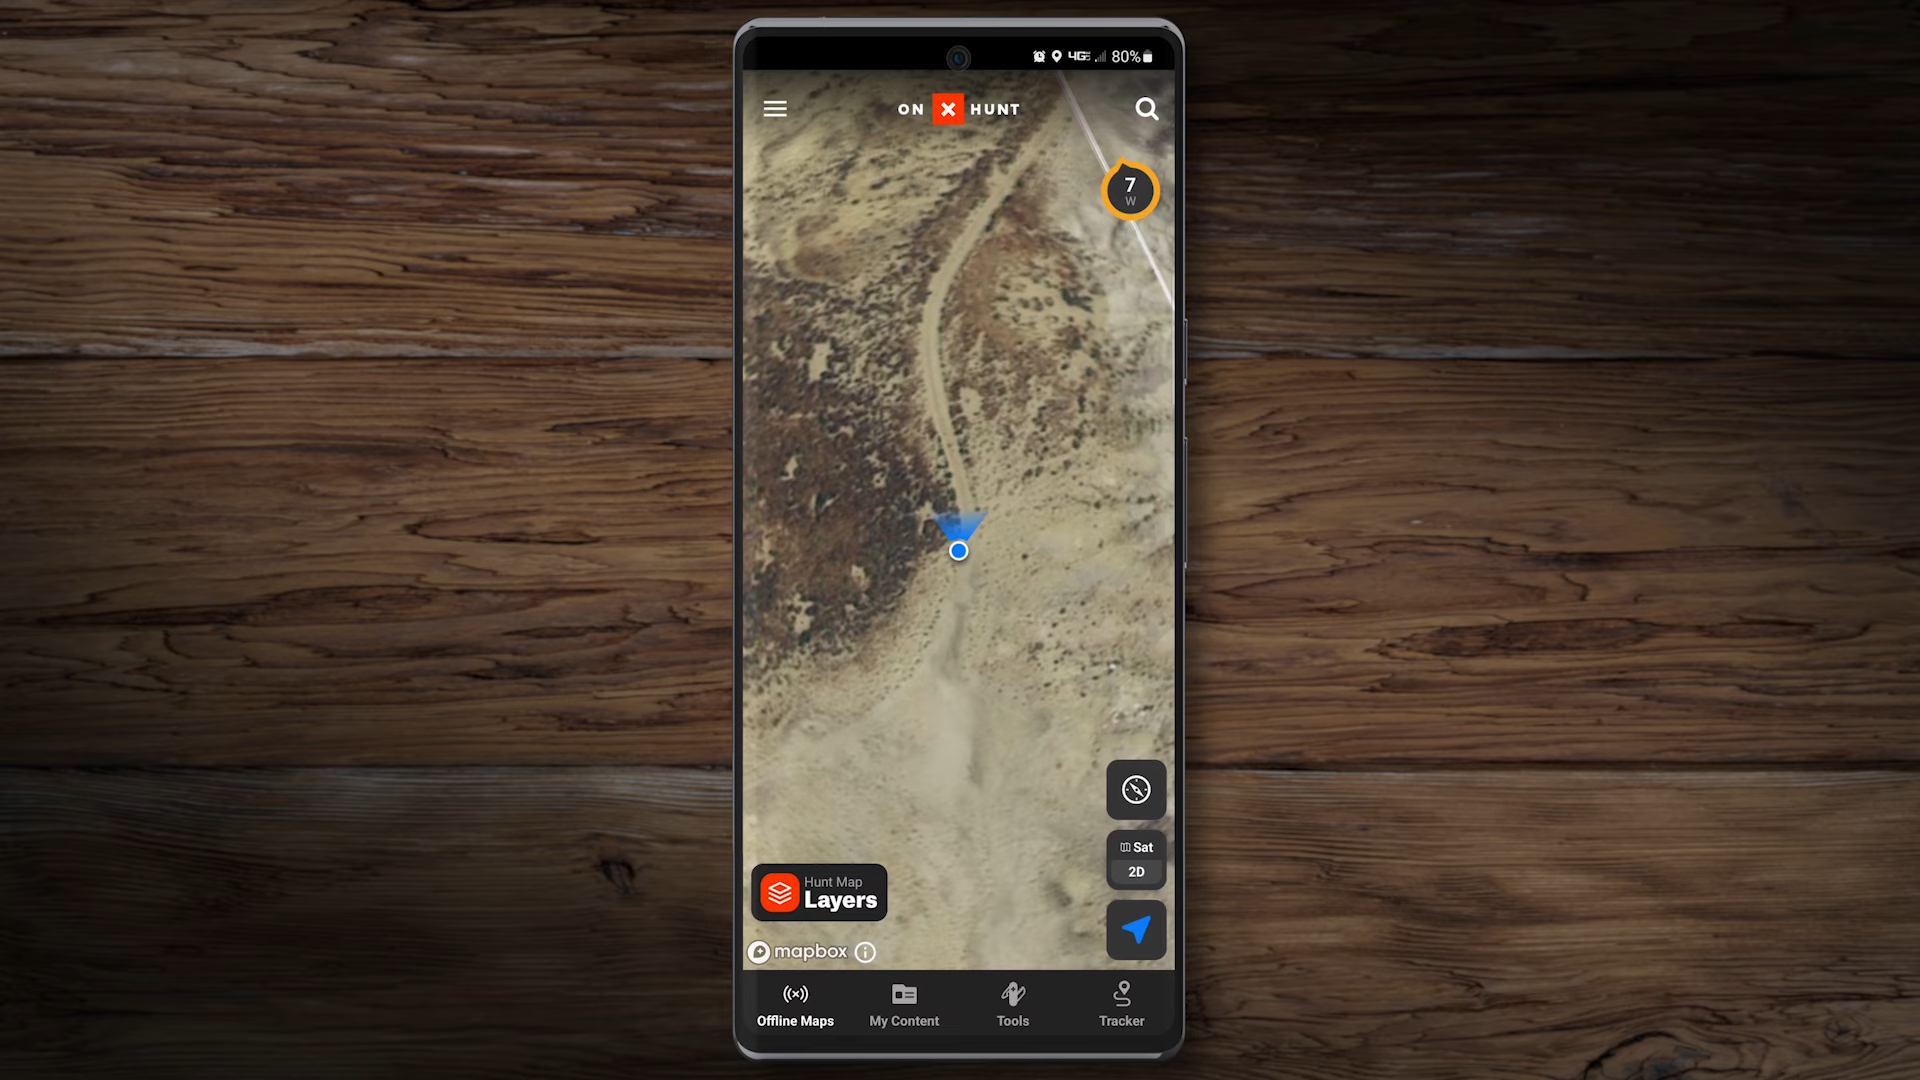 4G 80%
ON X HUNT
7
W
Sat
2D
Hunt Map
Layers
mapbox
Offline Maps
My Content
Tools
Tracker